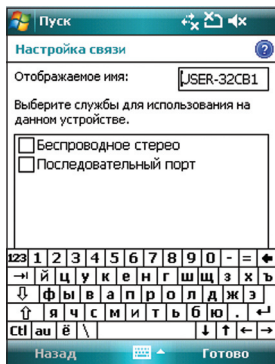 Пуск
Настройка связи
Отображаемое имя: USER-32CB1
Выберите службы для использования на
данном устройстве.
Беспроводное стерео
Последовательный порт
123 1 2 3 4 5 6 7 8 9 0 - =
й ц у к е н г ш щ з х ъ
ф ы в а п р о л д ж э
я ч с м и т ь б ю .
Ctl aü ё \
Назад Готово